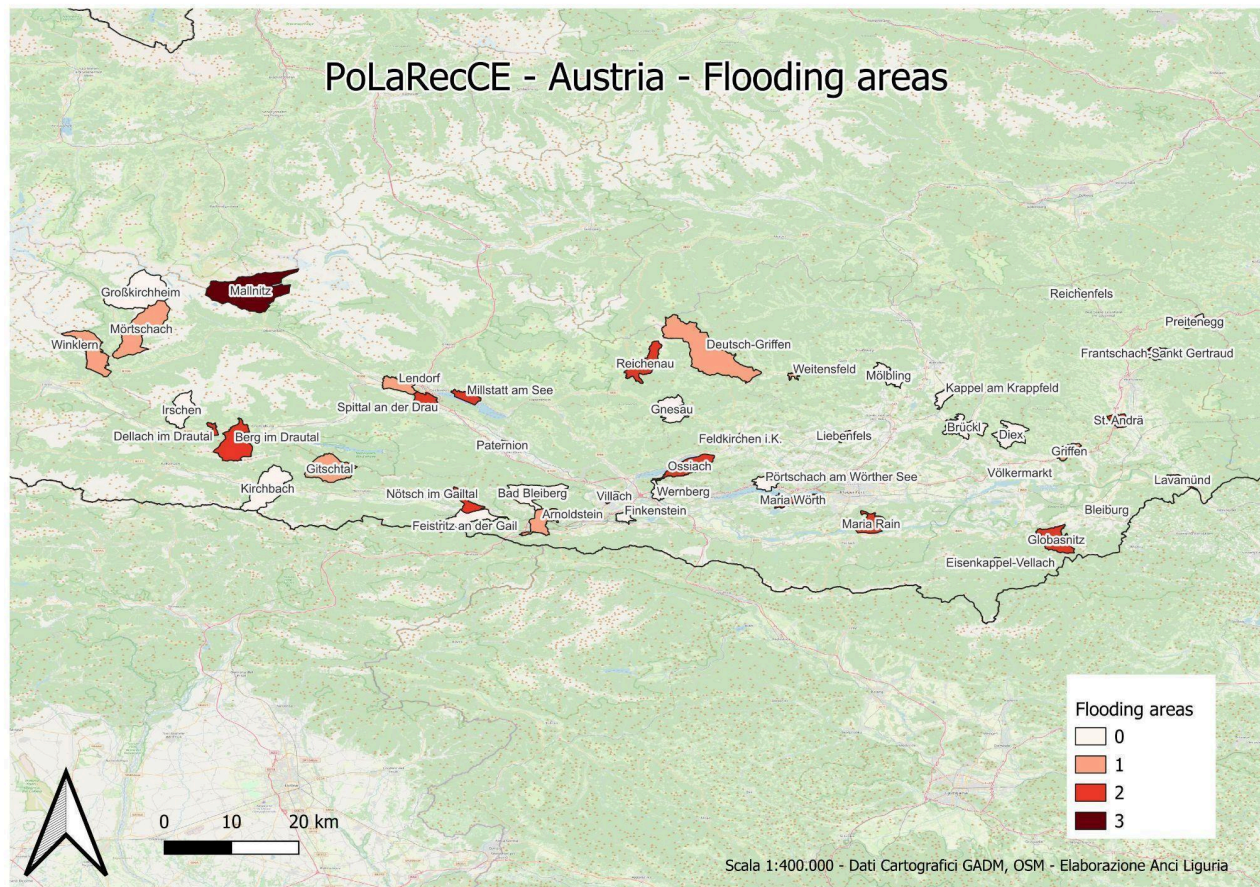 PoLaRecCE - Austria - Flooding areas
Großkirchheim
Mallnitz
Reichenfels
Mörtschach
Winklern
Preitenegg
Deutsch-Griffen
Frantschach-Sankt Gertraud
Reichenau
Weitensfeld
Mölbling
Lendorf
Millstatt am See
Spittal an der Drau
Kappel am Krappfeld
Irschen
Gnesau
St. Andrä
Dellach im Drautal
Berg im Drautal
Paternion
Feldkirchen i.K.
Liebenfels
Brückl
Diex
Griffen
Gitschtal
Ossiach
Völkermarkt
Pörtschach am Wörther See
Lavamünd
Kirchbach
Nötsch im Gailtal
Bad Bleiberg
Villach
Wernberg
Maria Wörth
Bleiburg
Feistritz an der Gail
Arnoldstein
Finkenstein
Maria Rain
Globasnitz
Eisenkappel-Vellach
Flooding areas
0
1
2
3
0 10 20 km
Scala 1:400.000 - Dati Cartografici GADM, OSM - Elaborazione Anci Liguria